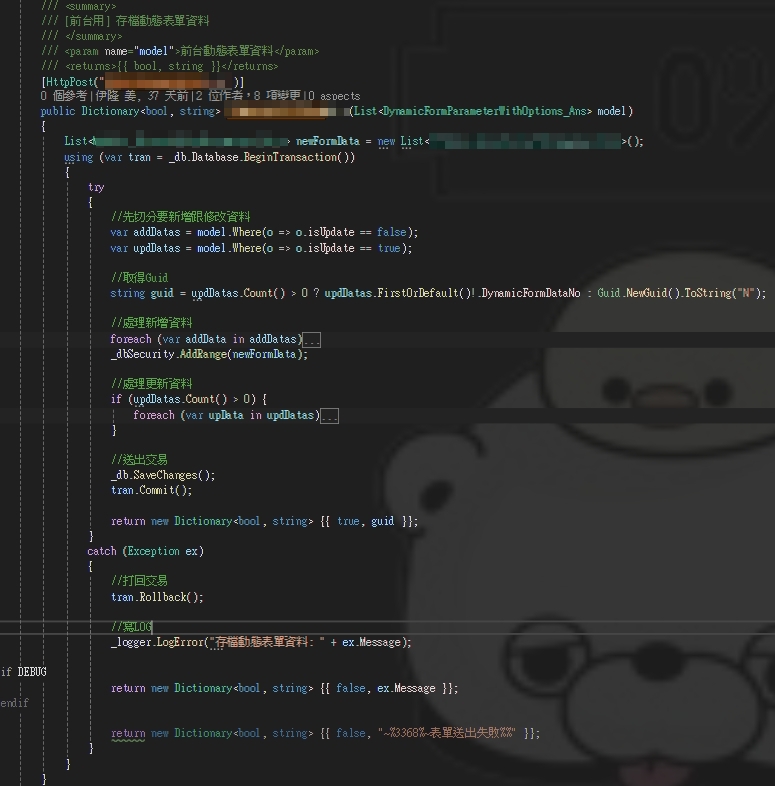 /// <summary>
/// [前台用] 存檔動態表單資料
/// </summary>
/// <param name="model">前台動態表單資料</param>
/// <returns>{{ bool, string }}</returns>
[HttpPost(" ")]
0 個參考|伊隆 美, 37 天前|2 位作者, 8 項變更|0 aspects
public Dictionary<bool, string> (List<DynamicFormParameterWithOptions_Ans> model)
{
List< > newFormData = new List< >();
using (var tran = _db.Database.BeginTransaction())
{
try
{
//先切分要新增跟修改資料
var addDatas = model.Where(o => o.isUpdate == false);
var updDatas = model.Where(o => o.isUpdate == true);
//取得Guid
string guid = updDatas.Count() > 0 ? updDatas.FirstOrDefault()!.DynamicFormDataNo : Guid.NewGuid().ToString("N");
//處理新增資料
foreach (var addData in addDatas)...
_dbSecurity.AddRange(newFormData);
//處理更新資料
if (updDatas.Count() > 0) {
foreach (var upData in updDatas)...
}
//送出交易
_db.SaveChanges();
tran.Commit();
return new Dictionary<bool, string> {{ true, guid }};
}
catch (Exception ex)
{
//打回交易
tran.Rollback();
//寫LOG
_logger.LogError("存檔動態表單資料: " + ex.Message);
if DEBUG
return new Dictionary<bool, string> {{ false, ex.Message }};
endif
return new Dictionary<bool, string> {{ false, "~%3368%~表單送出失敗%%" }};
}
}
}